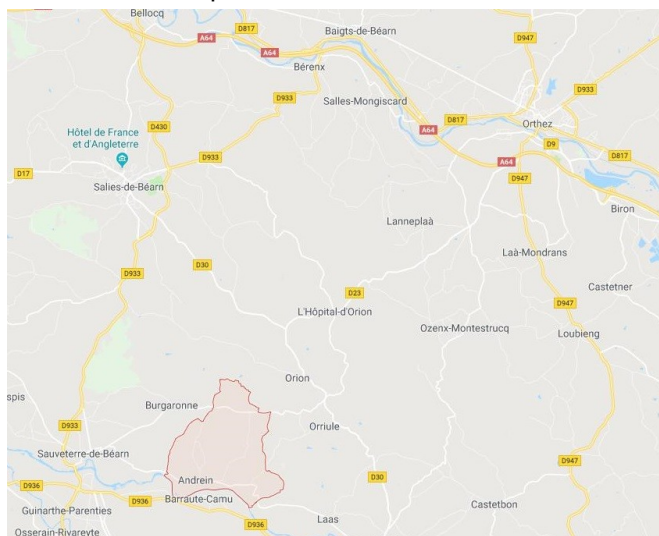 Bellocq
D817
A64
A64
Baigts-de-Béarn
D947
Bérenx
D933
Salles-Mongiscard
D933
D430
D817
A64
Orthez
Hôtel de France
et d'Angleterre
D9
D933
D817
A64
D17
D947
Salies-de-Béarn
Biron
Lanneplaà
Laà-Mondrans
D30
D933
Castetner
D23
D947
L'Hôpital-d'Orion
Ozenx-Montestrucq
Loubieng
Orion
spis
Burgaronne
D933
Orriule
Sauveterre-de-Béarn
D947
D30
Andrein
D936
D936
Barraute-Camu
Castetbon
Guinarthe-Parenties
Laas
D936
Osserain-Rivareyte